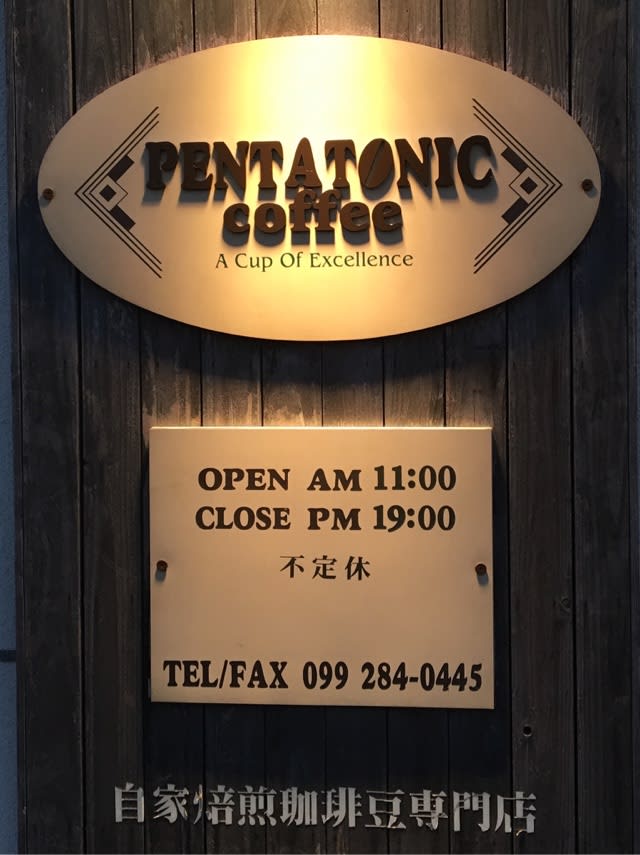 PENTATONIC
coffee
A Cup Of Excellence
OPEN AM 11:00
CLOSE PM 19:00
不定休
TEL/FAX 099 284-0445
自家焙煎珈琲豆専門店